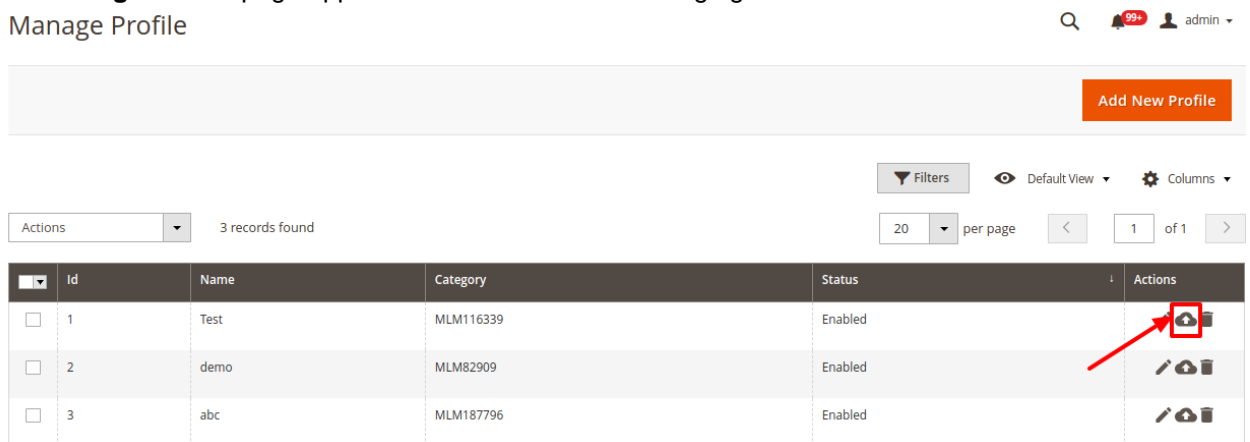 Manage Profile
99+ admin
Add New Profile
Filters Default View Columns
Actions 3 records found 20 per page 1 of 1
Id Name Category Status Actions
1 Test MLM116339 Enabled
2 demo MLM82909 Enabled
3 abc MLM187796 Enabled